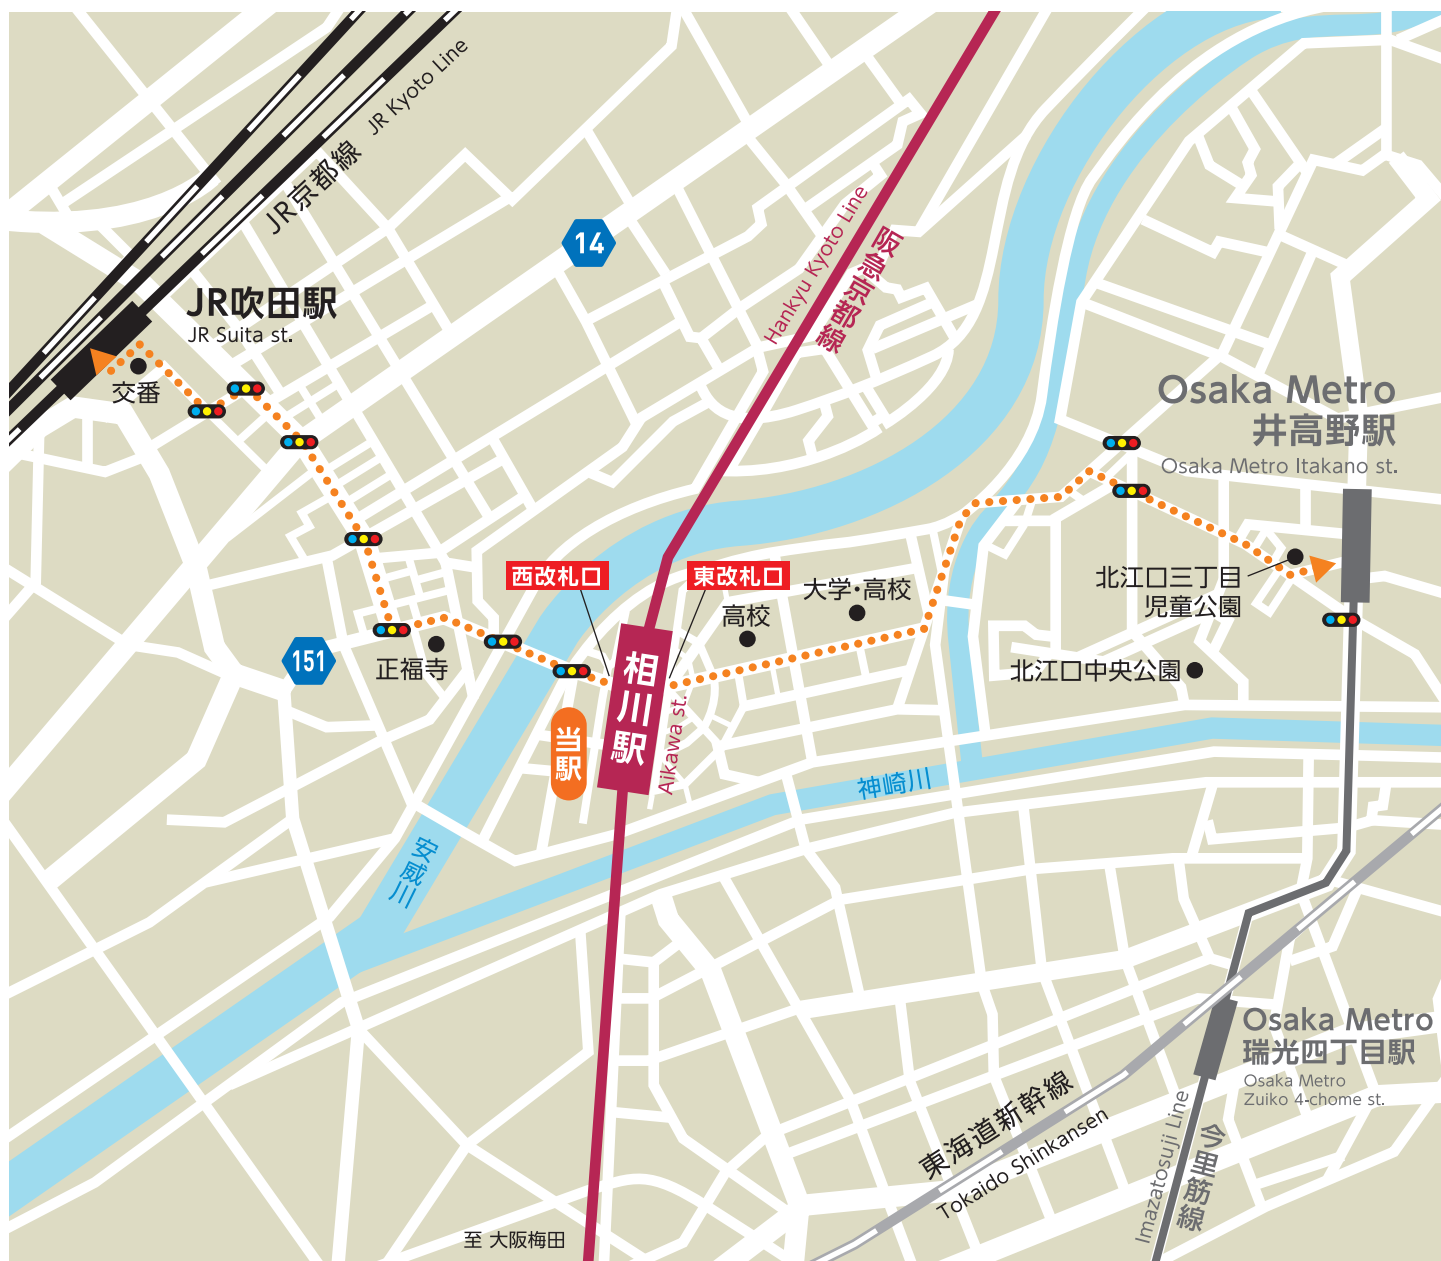 JR京都線
JR Kyoto Line
14
JR吹田駅
JR Suita st.
交番
Hankyu Kyoto Line
阪急京都線
Osaka Metro
井高野駅
Osaka Metro Itakano st.
西改札口
東改札口
大学・高校
高校
北江口三丁目
児童公園
151
正福寺
北江口中央公園
相川駅
Aikawa st.
当駅
神崎川
安威川
Osaka Metro
瑞光四丁目駅
Osaka Metro
Zuiko 4-chome st.
東海道新幹線
Tokaido Shinkansen
Imazatosuji Line
今里筋線
至 大阪梅田